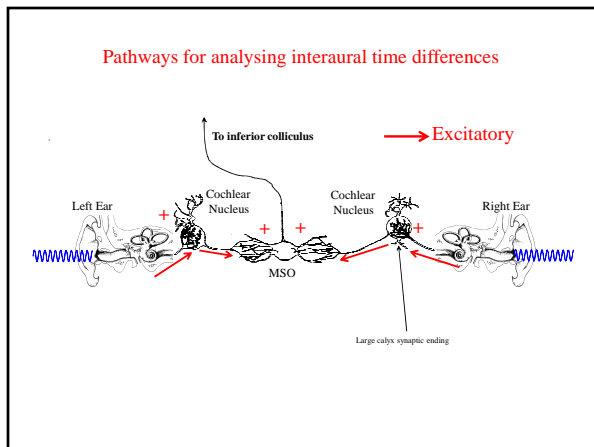 Pathways for analysing interaural time differences
To inferior colliculus
Excitatory
Left Ear
+
Cochlear
Nucleus
+
+
Cochlear
Nucleus
+
Right Ear
MSO
Large calyx synaptic ending